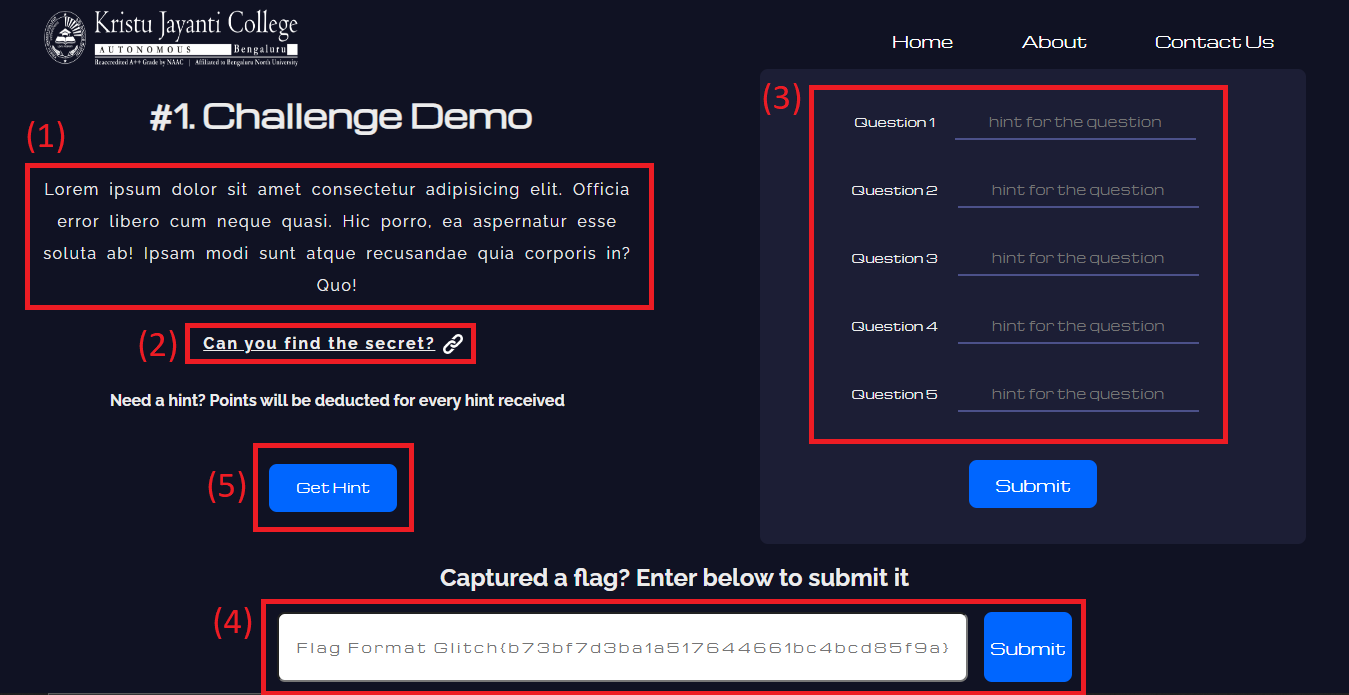 Kristu Jayanti College
AUTONOMOUS Bengaluru
Reaccredited A++ Grade by NAAC | Affiliated to Bengaluru North University
Home About Contact Us
#1. Challenge Demo
(1)
Lorem ipsum dolor sit amet consectetur adipisicing elit. Officia
error libero cum neque quasi. Hic porro, ea aspernatur esse
soluta ab! Ipsam modi sunt atque recusandae quia corporis in?
Quo!
(2) Can you find the secret?
Need a hint? Points will be deducted for every hint received
(5) Get Hint
(3)
Question 1 hint for the question
Question 2 hint for the question
Question 3 hint for the question
Question 4 hint for the question
Question 5 hint for the question
Submit
Captured a flag? Enter below to submit it
(4) Flag Format Glitch{b73bf7d3ba1a517644661bc4bcd85f9a} Submit